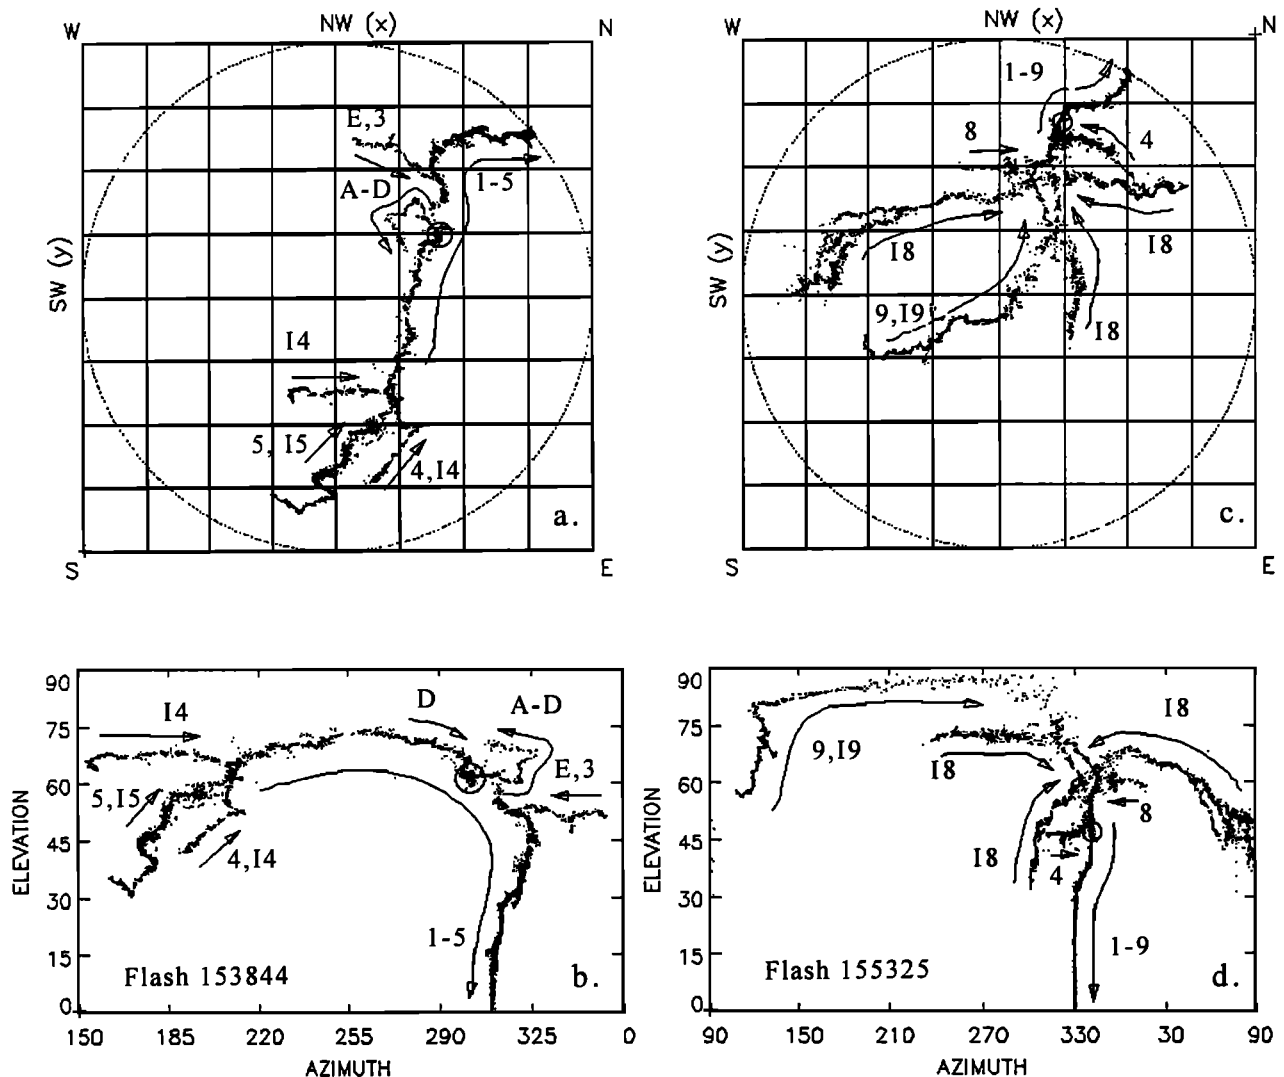 W NW (x) N
E,3
A-D 1-5
SW (y)
I4
5, I5
4,I4
a.
S E
W NW (x) N
1-9
8 4
SW (y)
I8 I8
9,I9 I8
c.
S E
ELEVATION
90
75
60
45
30
15
0
I4 D A-D
E,3
5,I5
4,I4
1-5
Flash 153844 b.
150 185 220 255 290 325 0
AZIMUTH
ELEVATION
90
75
60
45
30
15
0
I8
9,I9
I8
8
I8 4
1-9
Flash 155325 d.
90 150 210 270 330 30 90
AZIMUTH